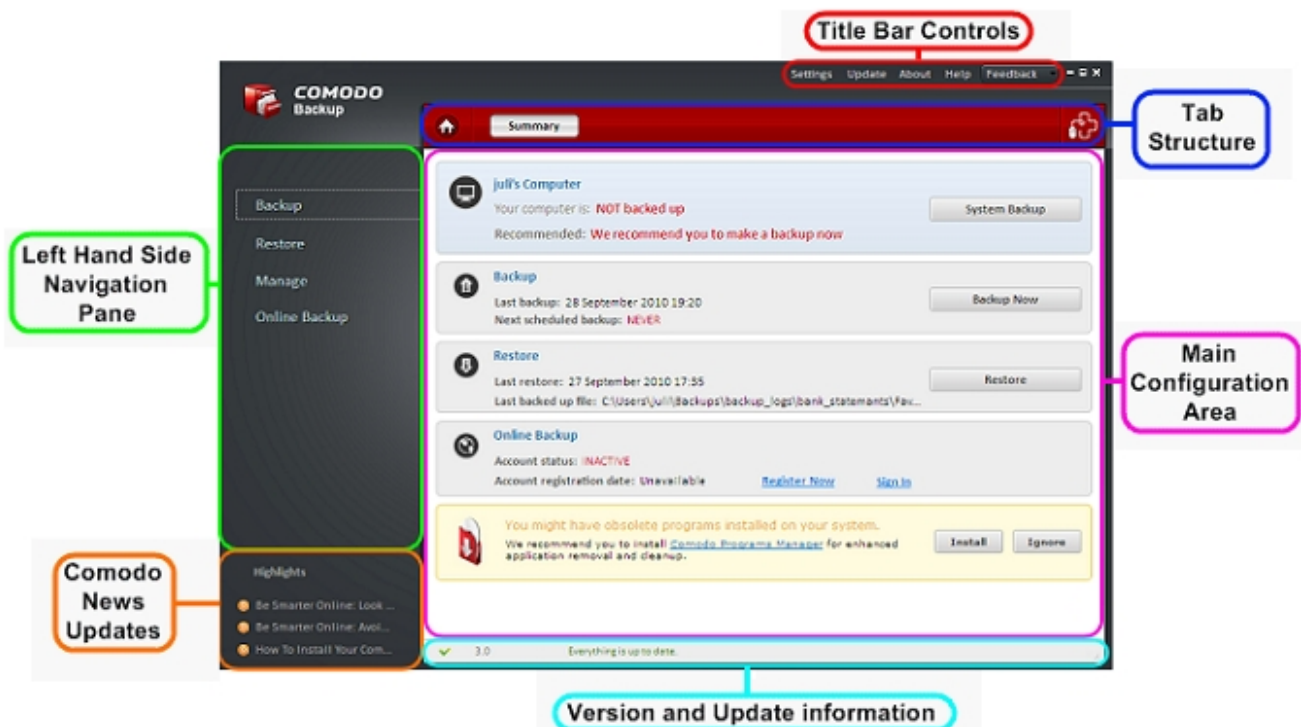 Title Bar Controls
Settings Update About Help Feedback
COMODO
Backup
Summary
Tab
Structure
Left Hand Side
Navigation
Pane
Backup
Restore
Manage
Online Backup
juli's Computer
Your computer is: NOT backed up
Recommended: We recommend you to make a backup now
System Backup
Backup
Last backup: 28 September 2010 19:20
Next scheduled backup: NEVER
Backup Now
Restore
Last restore: 27 September 2010 17:35
Last backed up file: C:\Users\juli\Backups\backup_logs\bank_statemants\Fav...
Restore
Main
Configuration
Area
Online Backup
Account status: INACTIVE
Account registration date: Unavailable
Register Now
Sign In
You might have obsolete programs installed on your system.
We recommend you to install Comodo Programs Manager for enhanced
application removal and cleanup.
Install
Ignore
Comodo
News
Updates
Highlights
Be Smarter Online: Look ...
Be Smarter Online: Avoi...
How To Install Your Com...
3.0
Everything is up to date.
Version and Update information